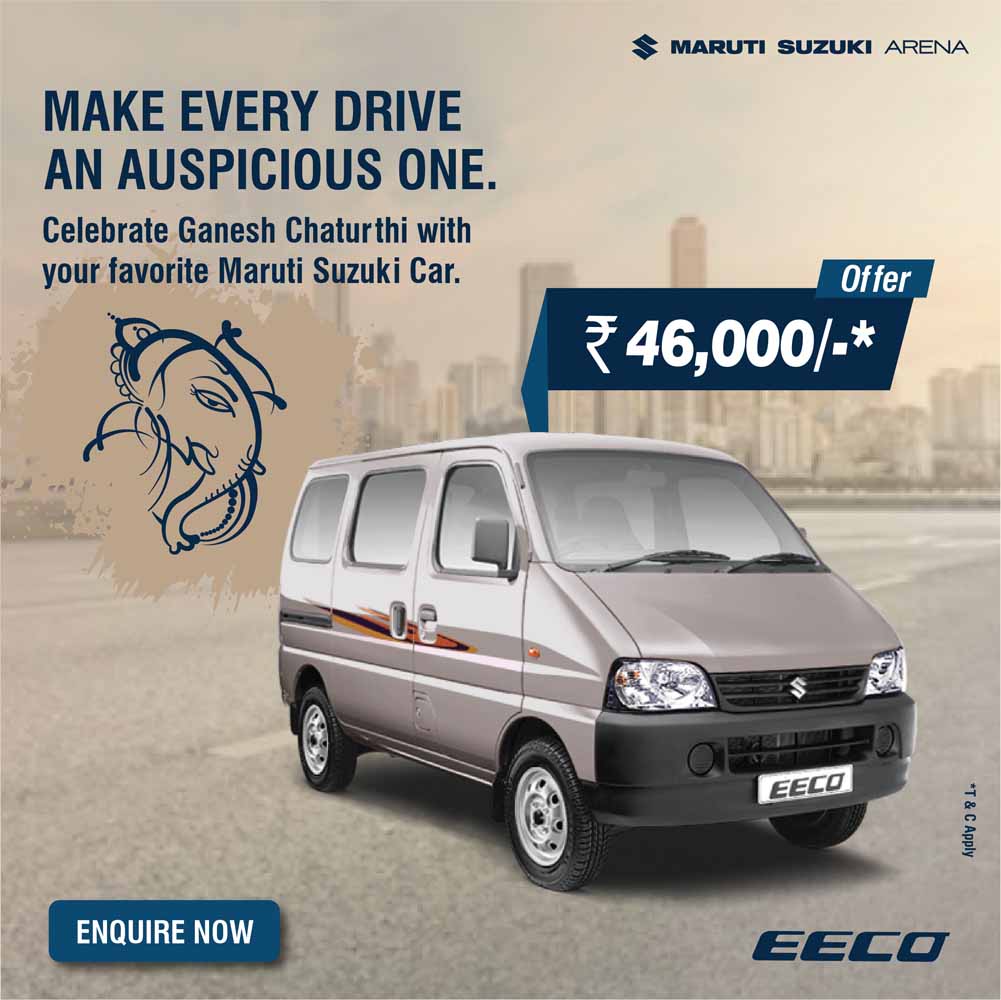 MARUTI SUZUKI ARENA
MAKE EVERY DRIVE
AN AUSPICIOUS ONE.
Celebrate Ganesh Chaturthi with
your favorite Maruti Suzuki Car.
Offer
₹ 46,000/-*
EECO
*T & C Apply
ENQUIRE NOW
EECO